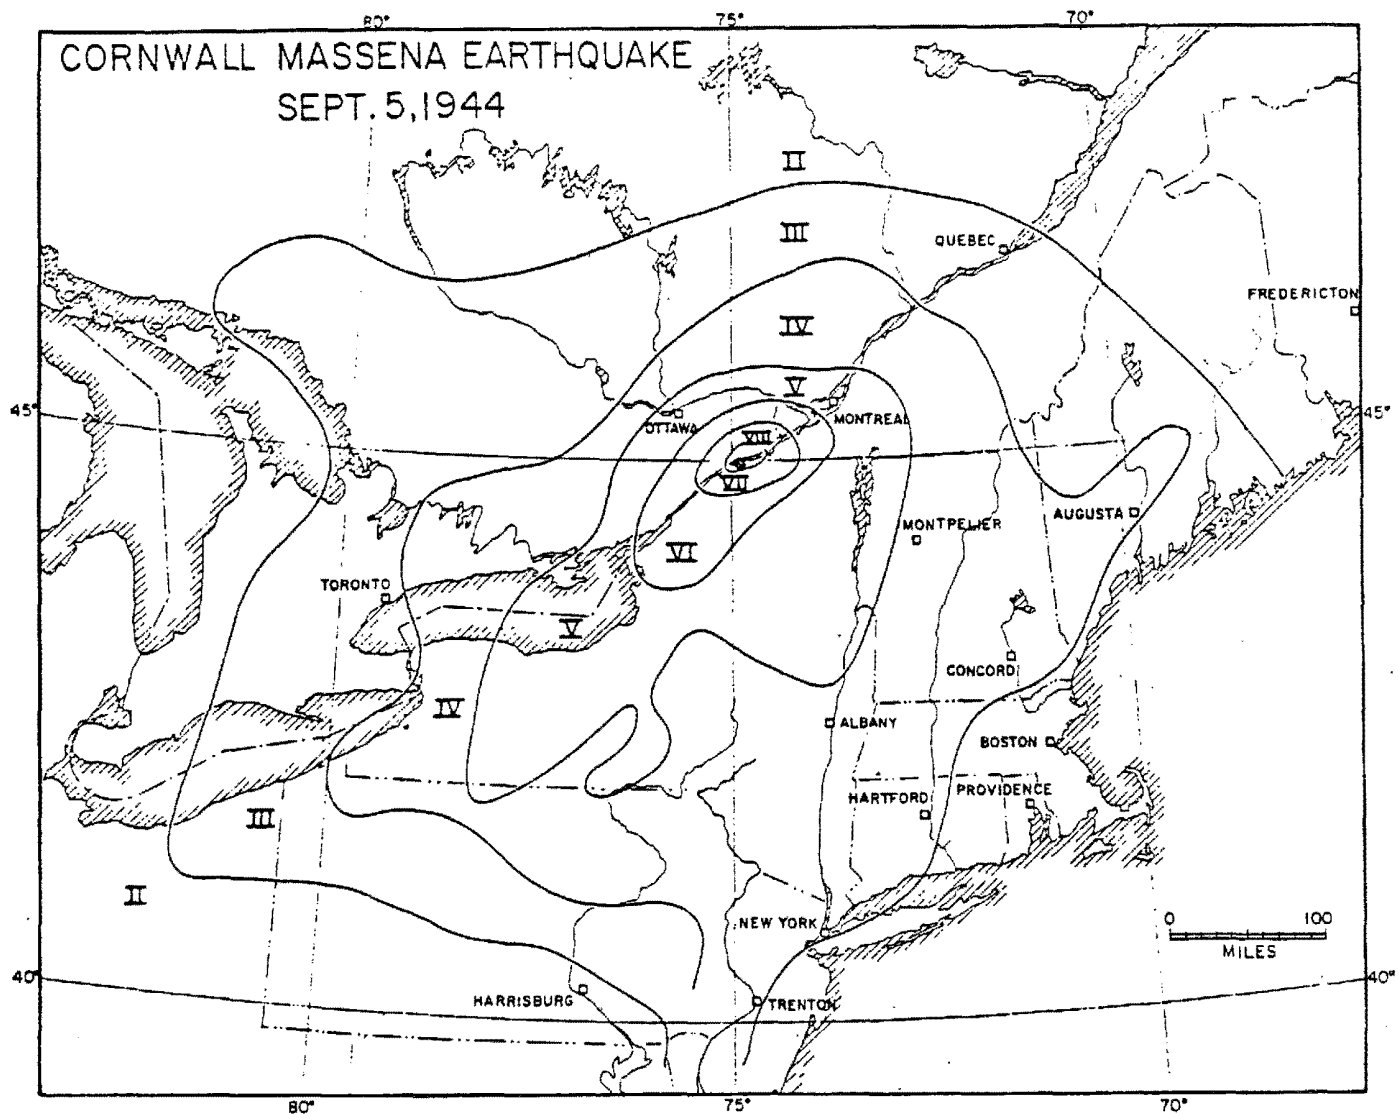 80° 75° 70°
CORNWALL MASSENA EARTHQUAKE
SEPT. 5, 1944
II
III
QUEBEC
FREDERICTON
IV
V
45° 45°
OTTAWA
MONTREAL
VIII
VII
AUGUSTA
MONTPELIER
VI
TORONTO
V
CONCORD
IV
ALBANY
BOSTON
PROVIDENCE
HARTFORD
III
II
NEW YORK
0 100
MILES
40° 40°
HARRISBURG
TRENTON
80° 75° 70°